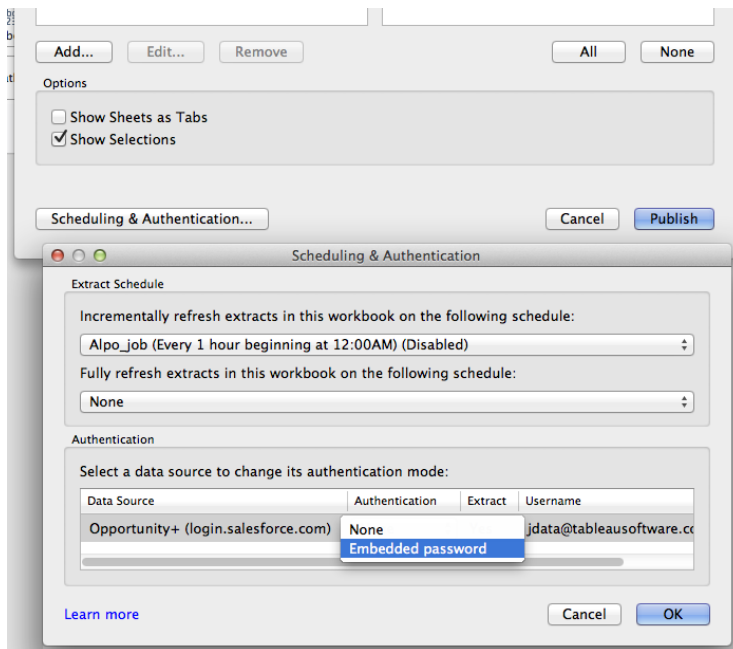 Add... Edit... Remove All None
Options
Show Sheets as Tabs
Show Selections
Scheduling & Authentication... Cancel Publish
Scheduling & Authentication
Extract Schedule
Incrementally refresh extracts in this workbook on the following schedule:
Alpo_job (Every 1 hour beginning at 12:00AM) (Disabled)
Fully refresh extracts in this workbook on the following schedule:
None
Authentication
Select a data source to change its authentication mode:
Data Source Authentication Extract Username
Opportunity+ (login.salesforce.com) None jdata@tableausoftware.co
Embedded password
Learn more Cancel OK